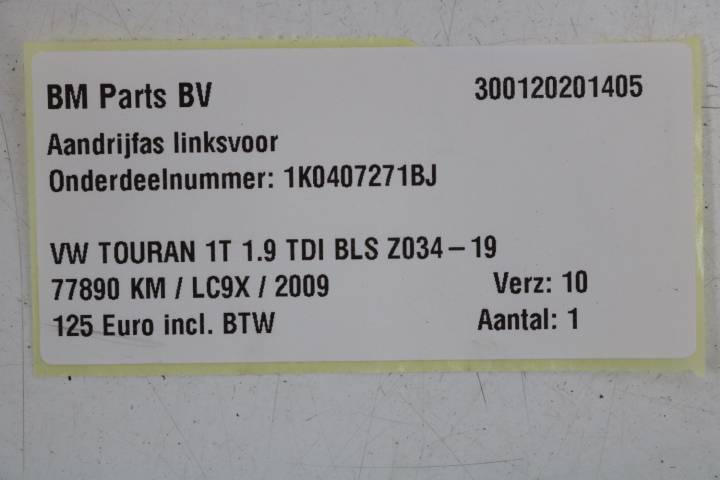 BM Parts BV 300120201405
Aandrijfas linksvoor
Onderdeelnummer: 1K0407271BJ
VW TOURAN 1T 1.9 TDI BLS Z034-19
77890 KM / LC9X / 2009 Verz: 10
125 Euro incl. BTW Aantal: 1